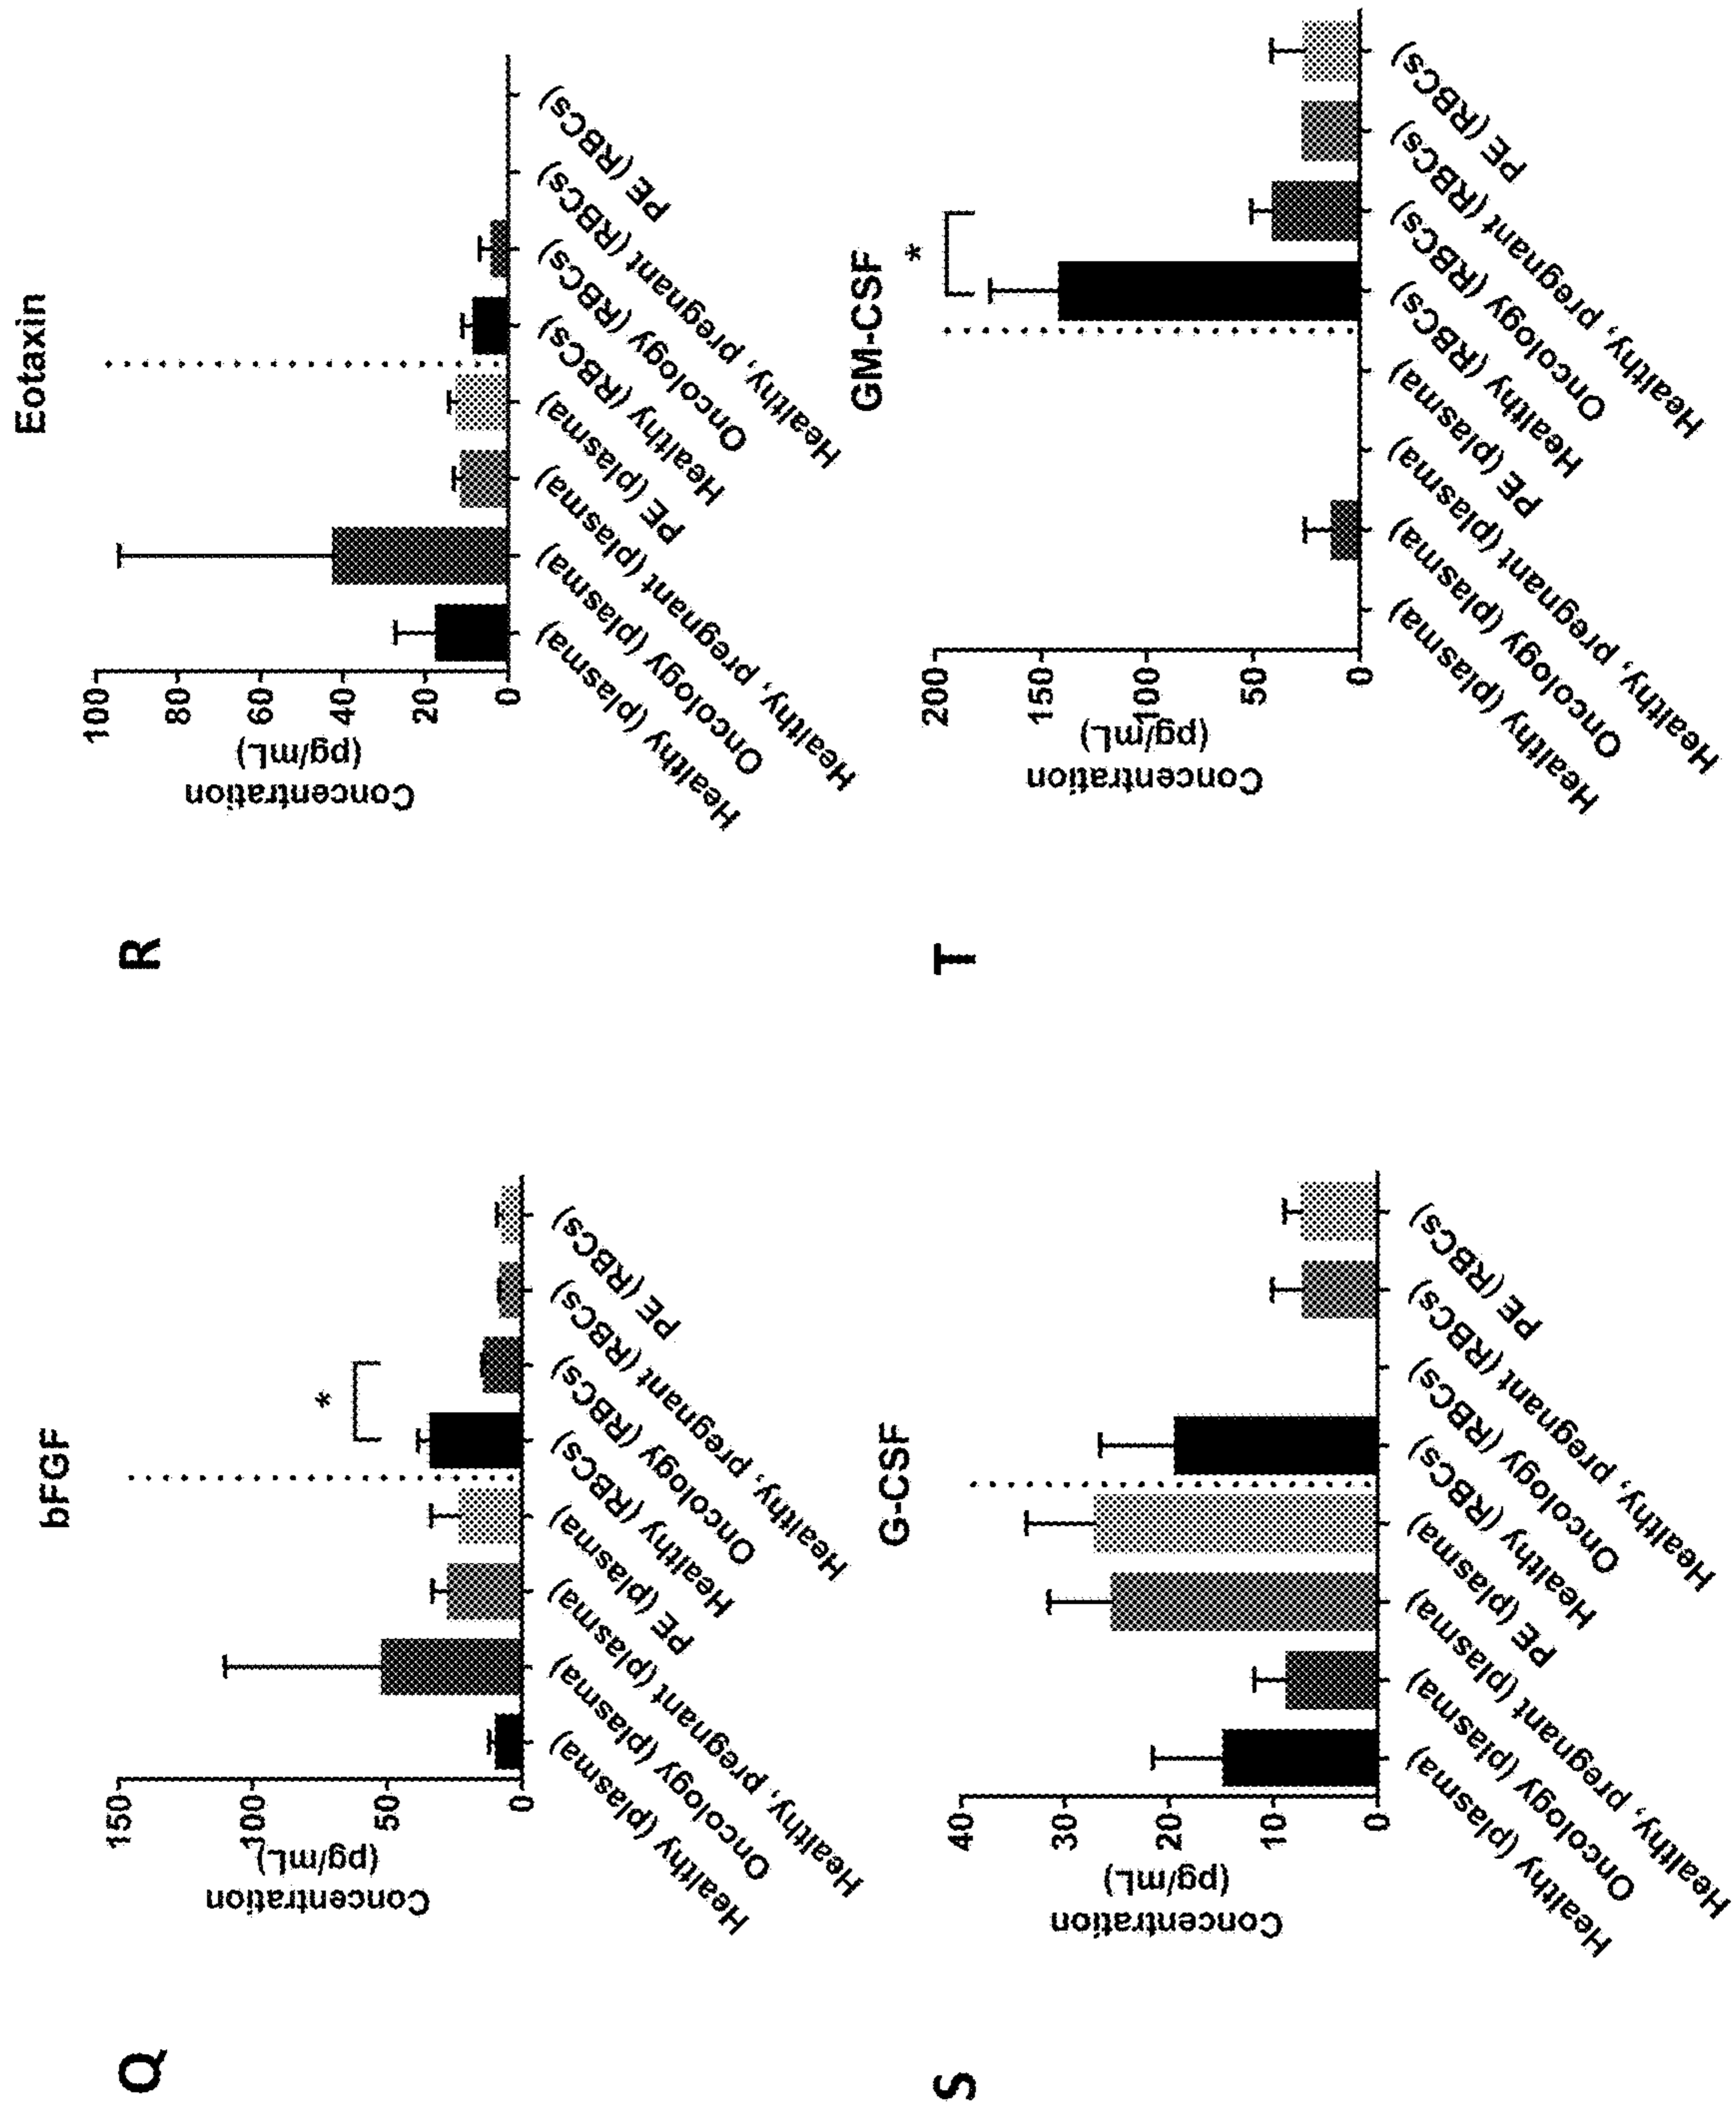 Q
bFGF
Concentration
(pg/mL)
150
100
50
0
*
Healthy (plasma)
Oncology (plasma)
Healthy, pregnant (plasma)
PE (plasma)
Healthy (RBCs)
Oncology (RBCs)
Healthy, pregnant (RBCs)
PE (RBCs)
R
Eotaxin
Concentration
(pg/mL)
100
80
60
40
20
0
Healthy (plasma)
Oncology (plasma)
Healthy, pregnant (plasma)
PE (plasma)
Healthy (RBCs)
Oncology (RBCs)
Healthy, pregnant (RBCs)
PE (RBCs)
S
G-CSF
Concentration
(pg/mL)
40
30
20
10
0
Healthy (plasma)
Oncology (plasma)
Healthy, pregnant (plasma)
PE (plasma)
Healthy (RBCs)
Oncology (RBCs)
Healthy, pregnant (RBCs)
PE (RBCs)
T
GM-CSF
Concentration
(pg/mL)
200
150
100
50
0
*
Healthy (plasma)
Oncology (plasma)
Healthy, pregnant (plasma)
PE (plasma)
Healthy (RBCs)
Oncology (RBCs)
Healthy, pregnant (RBCs)
PE (RBCs)